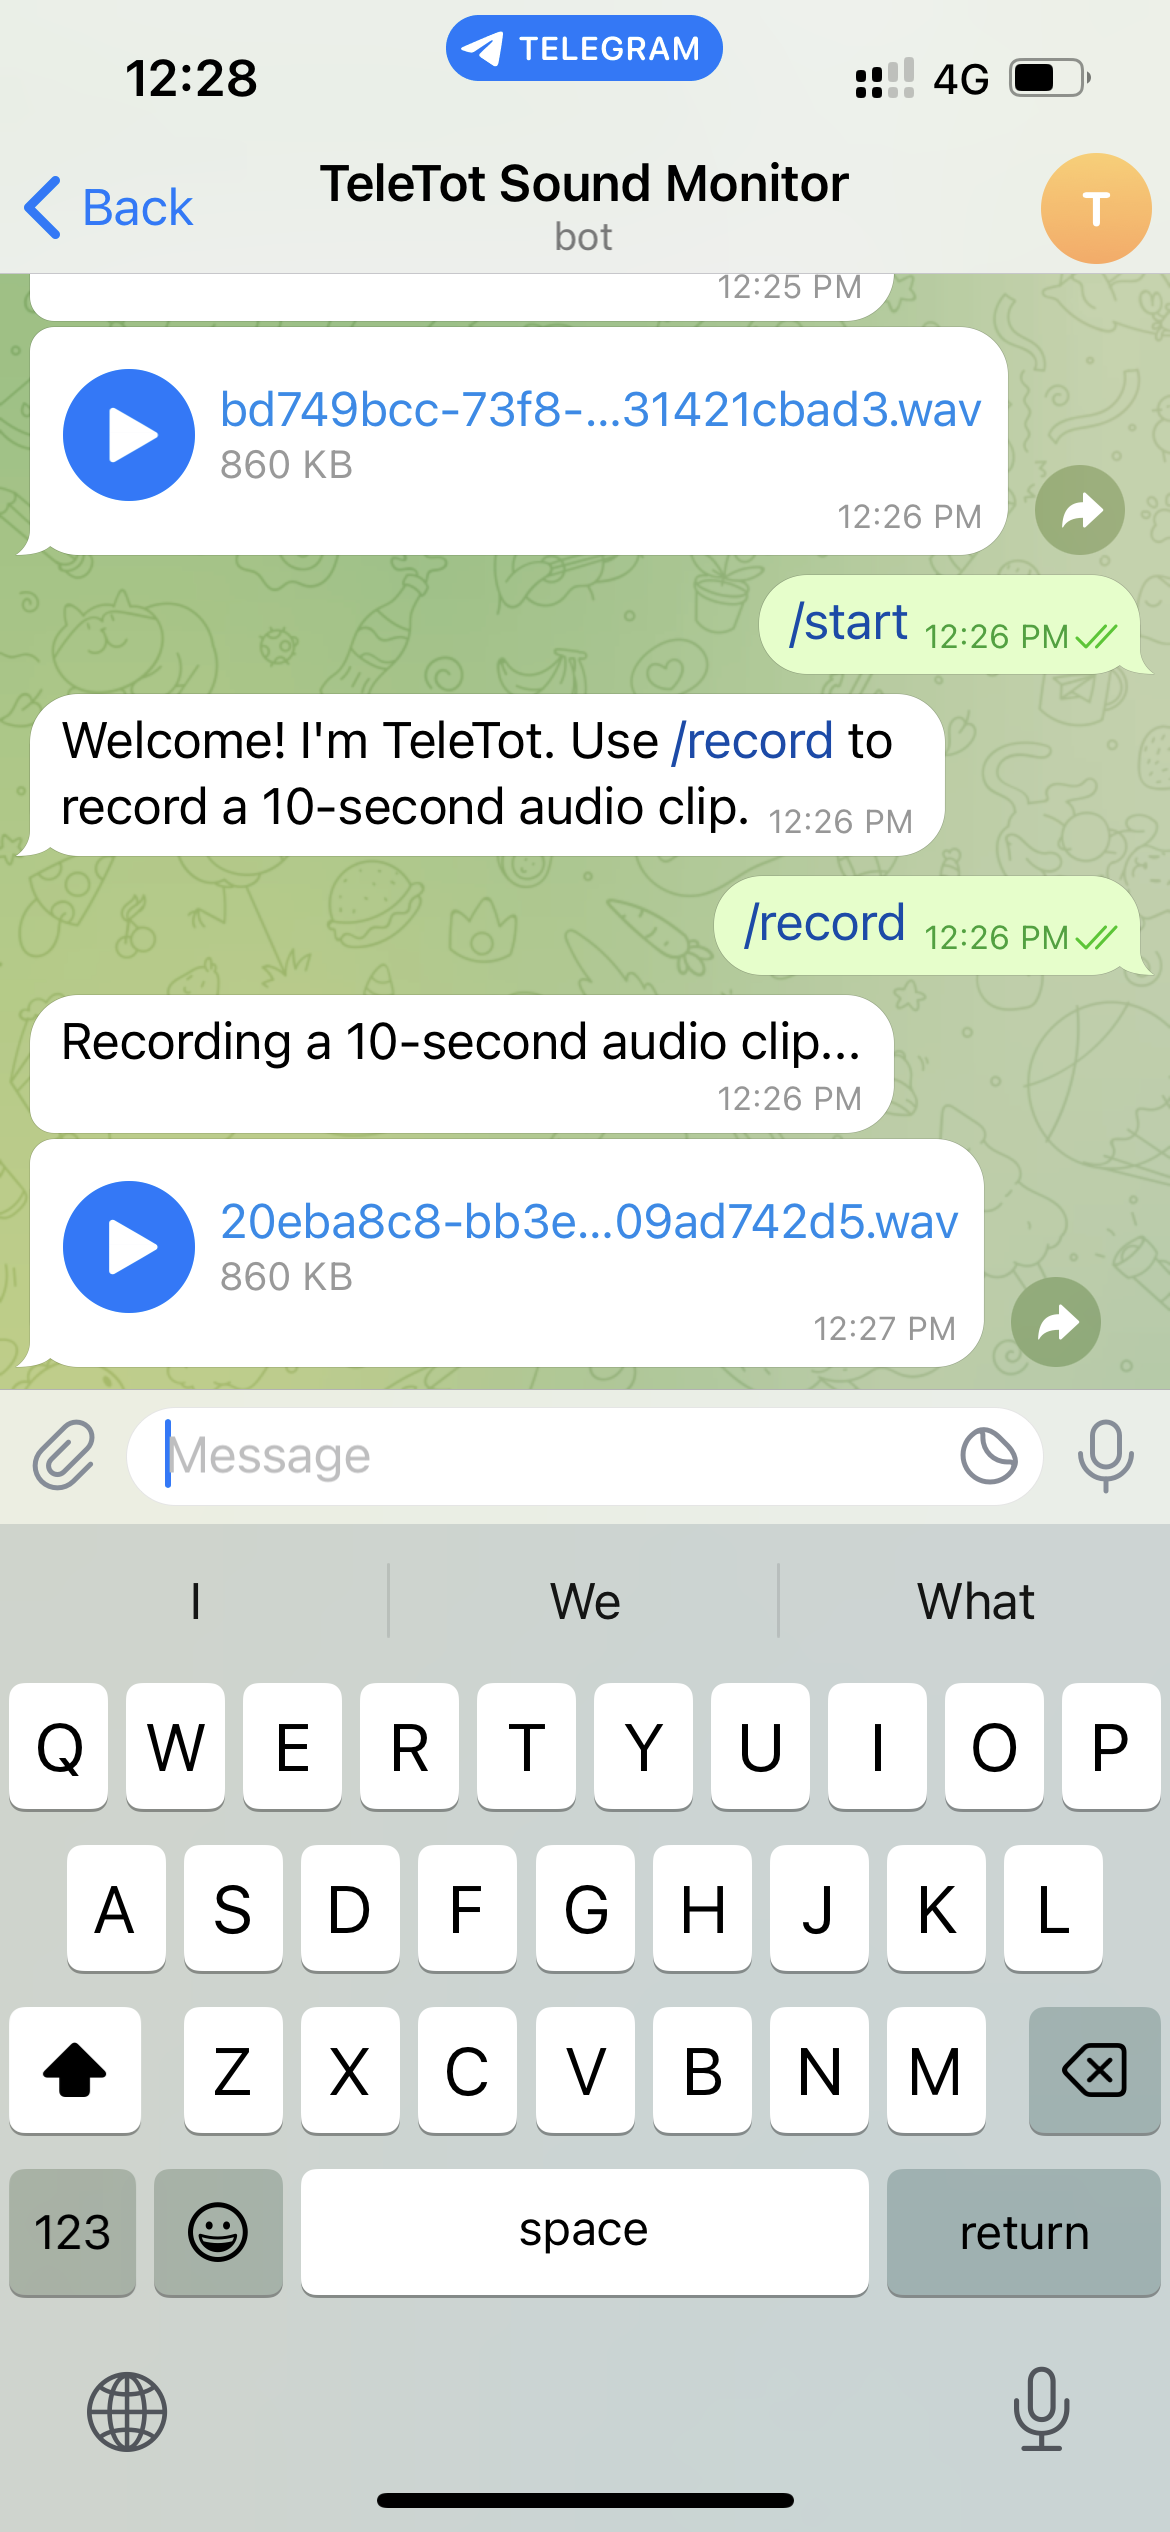 12:28
TELEGRAM
4G
Back
TeleTot Sound Monitor
bot
T
12:25 PM
bd749bcc-73f8-...31421cbad3.wav
860 KB
12:26 PM
/start 12:26 PM
Welcome! I'm TeleTot. Use /record to
record a 10-second audio clip. 12:26 PM
/record 12:26 PM
Recording a 10-second audio clip...
12:26 PM
20eba8c8-bb3e...09ad742d5.wav
860 KB
12:27 PM
Message
I We What
Q W E R T Y U I O P
A S D F G H J K L
Z X C V B N M
123 space return